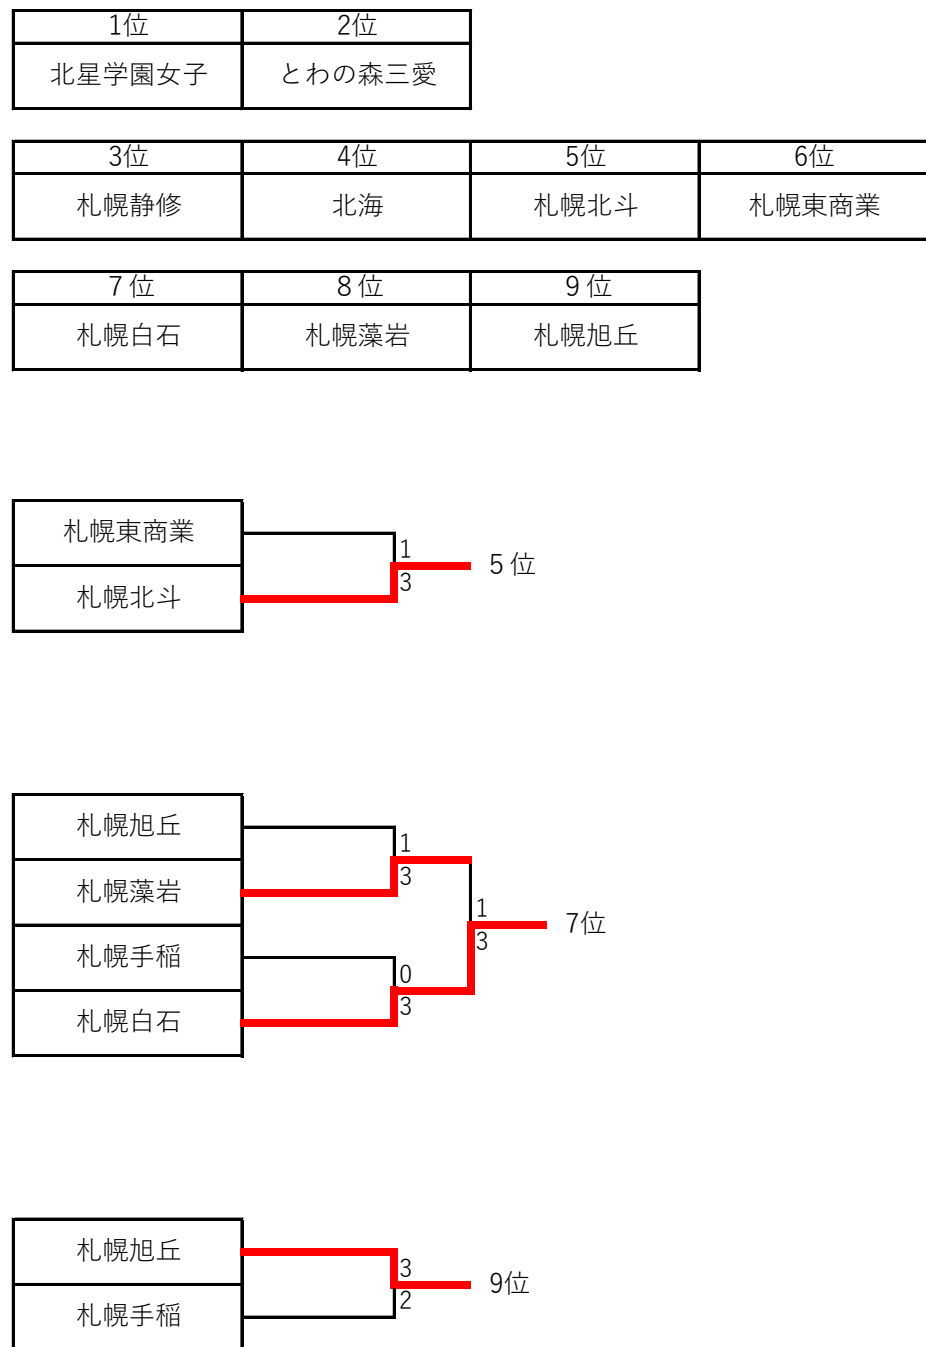 1位 2位
北星学園女子 とわの森三愛
3位 4位 5位 6位
札幌静修 北海 札幌北斗 札幌東商業
７位 ８位 ９位
札幌白石 札幌藻岩 札幌旭丘
札幌東商業
1
５位
3
札幌北斗
札幌旭丘
1
3
札幌藻岩
1
7位
3
札幌手稲
0
3
札幌白石
札幌旭丘
3
9位
2
札幌手稲